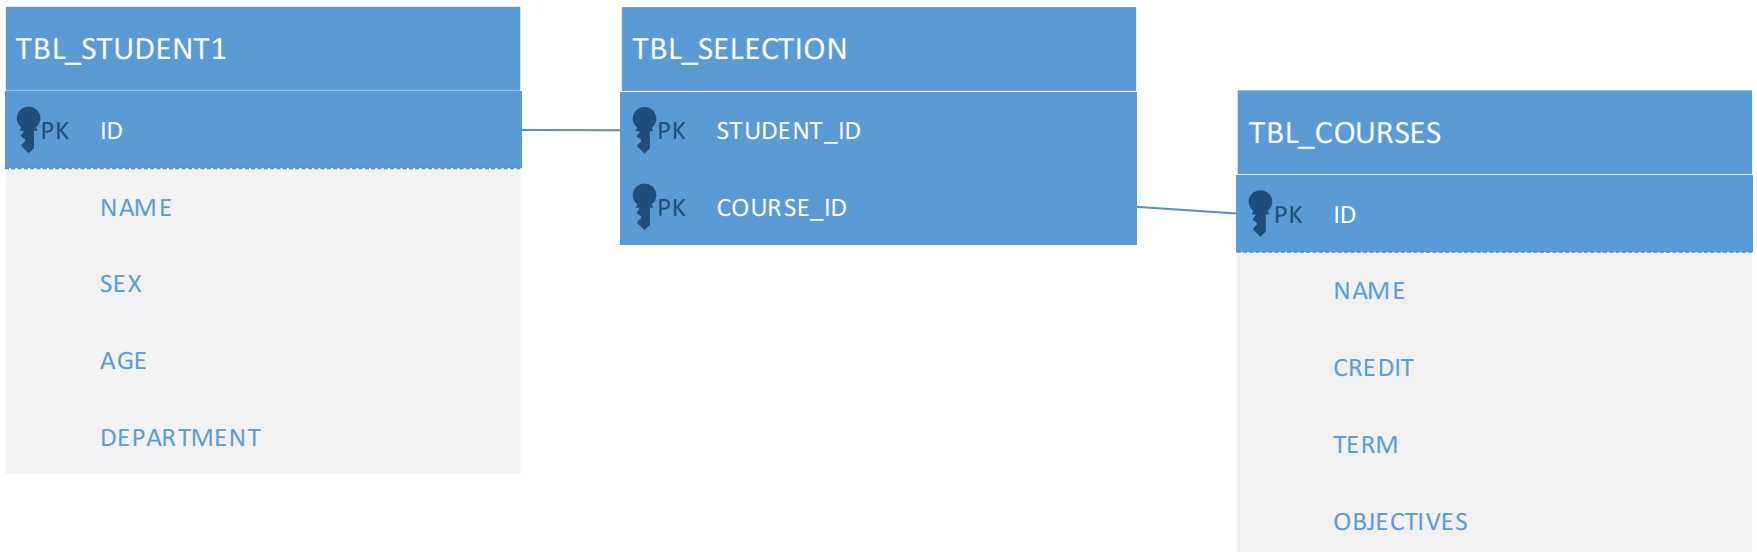 TBL_STUDENT1
PK ID
NAME
SEX
AGE
DEPARTMENT
TBL_SELECTION
PK STUDENT_ID
PK COURSE_ID
TBL_COURSES
PK ID
NAME
CREDIT
TERM
OBJECTIVES